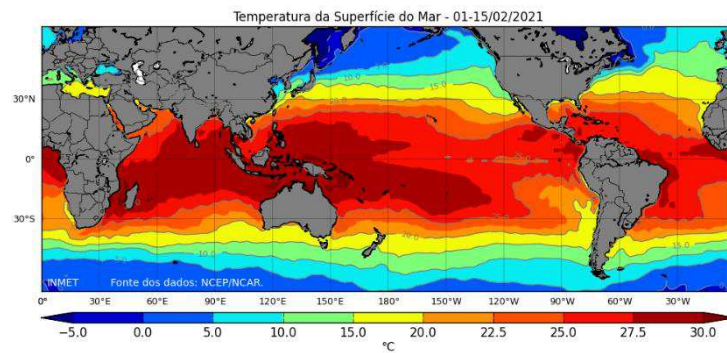 Temperatura da Superfície do Mar - 01-15/02/2021
30°N
0°
30°S
INMET Fonte dos dados: NCEP/NCAR.
0° 30°E 60°E 90°E 120°E 150°E 180° 150°W 120°W 90°W 60°W 30°W 0°
−5.0 0.0 5.0 10.0 15.0 20.0 22.5 25.0 27.5 30.0
°C